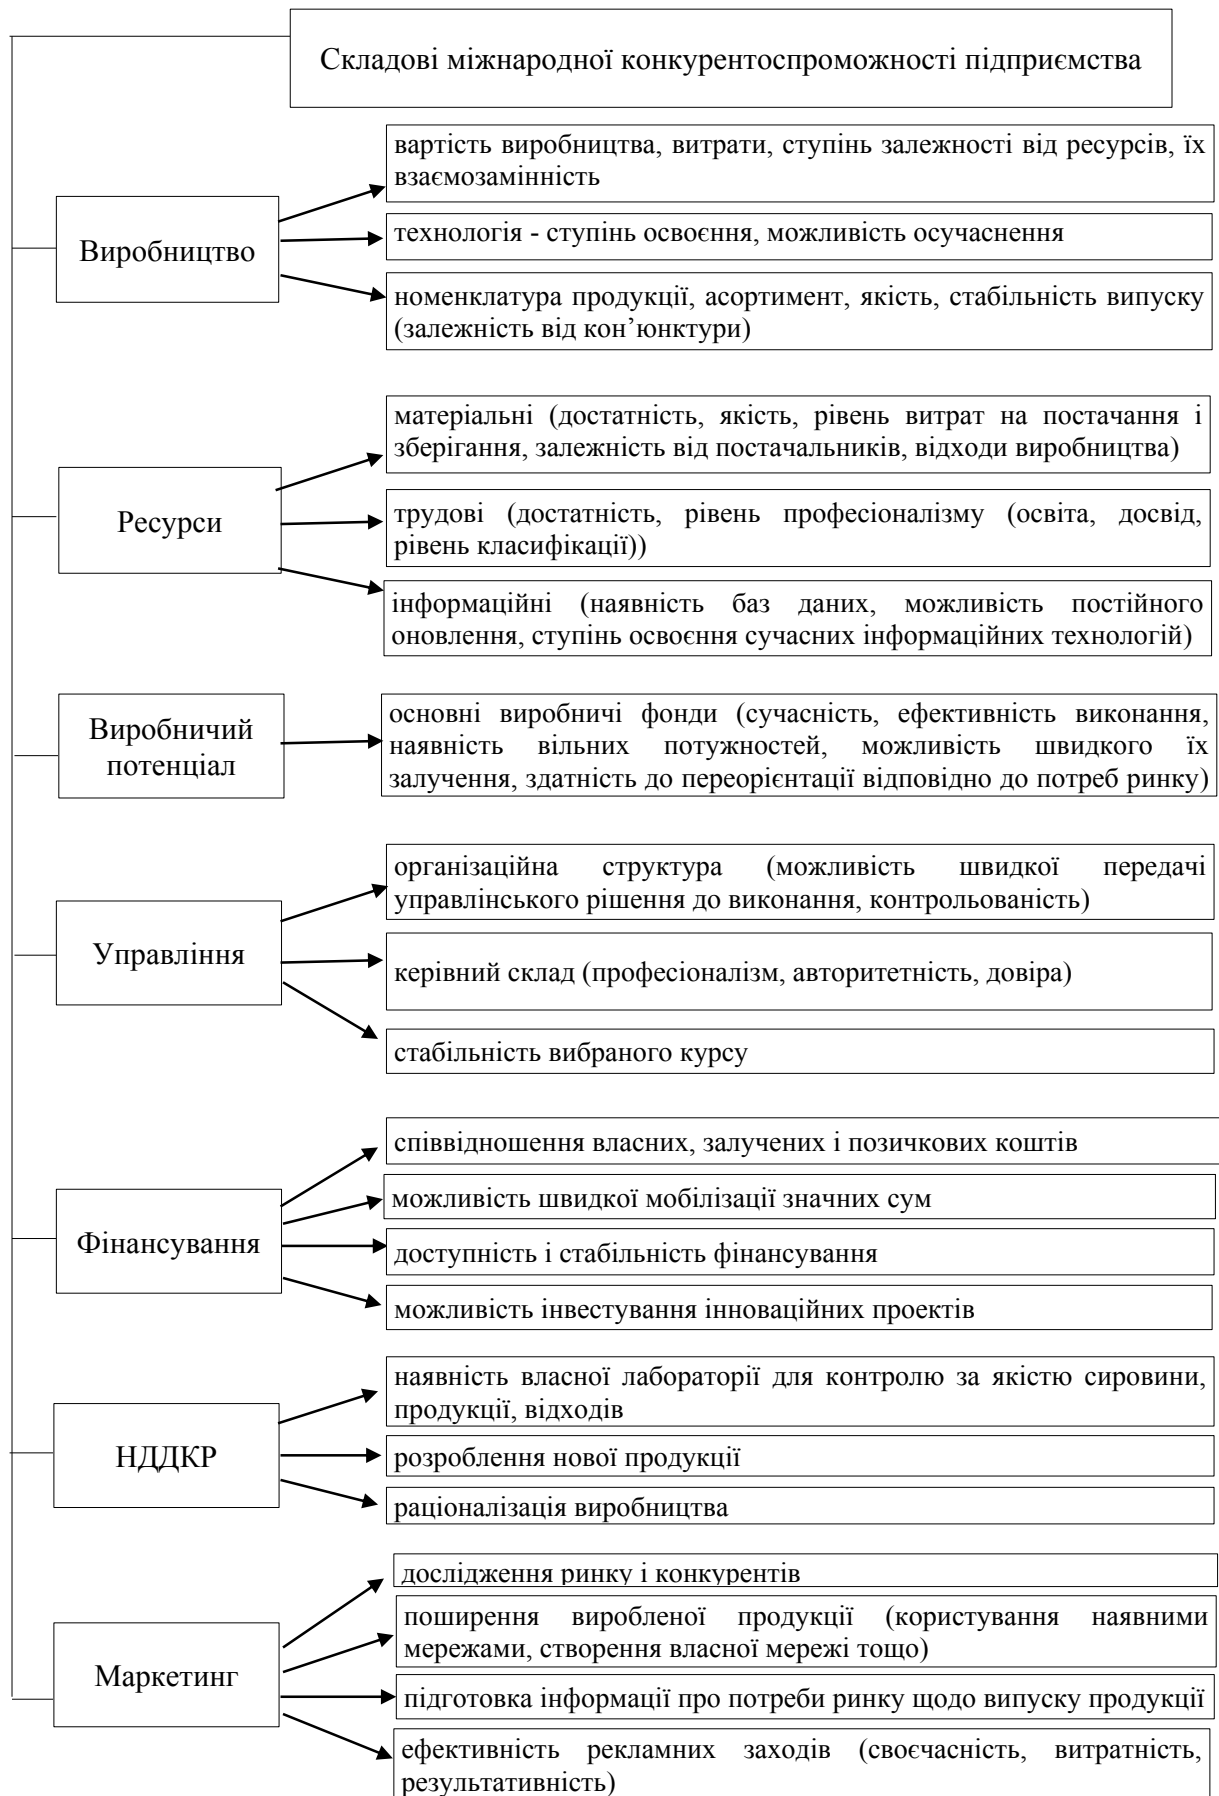 Складові міжнародної конкурентоспроможності підприємства
Виробництво
вартість виробництва, витрати, ступінь залежності від ресурсів, їх
взаємозамінність
технологія - ступінь освоєння, можливість осучаснення
номенклатура продукції, асортимент, якість, стабільність випуску
(залежність від кон’юнктури)
Ресурси
матеріальні (достатність, якість, рівень витрат на постачання і
зберігання, залежність від постачальників, відходи виробництва)
трудові (достатність, рівень професіоналізму (освіта, досвід,
рівень класифікації))
інформаційні (наявність баз даних, можливість постійного
оновлення, ступінь освоєння сучасних інформаційних технологій)
Виробничий
потенціал
основні виробничі фонди (сучасність, ефективність виконання,
наявність вільних потужностей, можливість швидкого їх
залучення, здатність до переорієнтації відповідно до потреб ринку)
Управління
організаційна структура (можливість швидкої передачі
управлінського рішення до виконання, контрольованість)
керівний склад (професіоналізм, авторитетність, довіра)
стабільність вибраного курсу
Фінансування
співвідношення власних, залучених і позичкових коштів
можливість швидкої мобілізації значних сум
доступність і стабільність фінансування
можливість інвестування інноваційних проектів
НДДКР
наявність власної лабораторії для контролю за якістю сировини,
продукції, відходів
розроблення нової продукції
раціоналізація виробництва
Маркетинг
дослідження ринку і конкурентів
поширення виробленої продукції (користування наявними
мережами, створення власної мережі тощо)
підготовка інформації про потреби ринку щодо випуску продукції
ефективність рекламних заходів (своєчасність, витратність,
результативність)